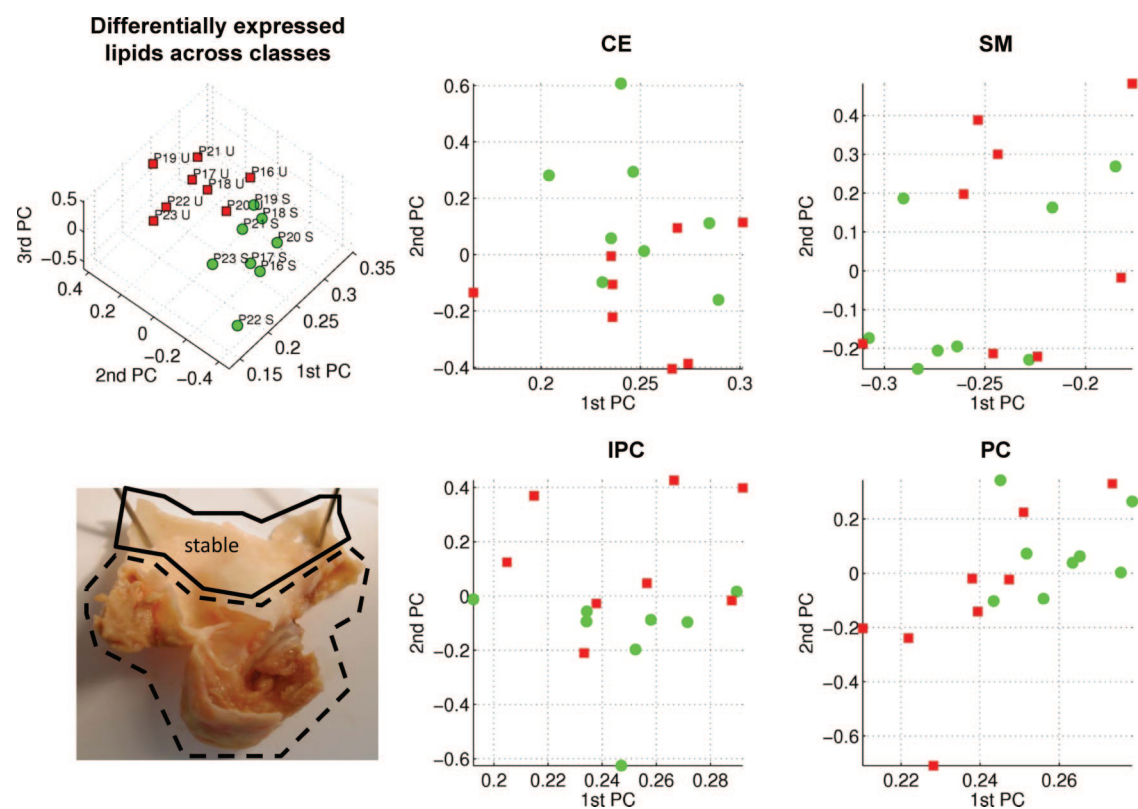 Differentially expressed
lipids across classes
P19 U
P21 U
P17 U
P16 U
P18 U
P22 U
P20 U
P19 S
P23 U
P18 S
P21 S
P20 S
P23 S
P17 S
P16 S
P22 S
0.5
0
−0.5
3rd PC
0.4
0.2
0
−0.2
−0.4
2nd PC
0.15
0.2
0.25
0.3
0.35
1st PC
CE
0.6
0.4
0.2
0
−0.2
−0.4
2nd PC
0.2
0.25
0.3
1st PC
SM
0.4
0.3
0.2
0.1
0
−0.1
−0.2
2nd PC
−0.3
−0.25
−0.2
1st PC
stable
IPC
0.4
0.2
0
−0.2
−0.4
−0.6
2nd PC
0.2
0.22
0.24
0.26
0.28
1st PC
PC
0.2
0
−0.2
−0.4
−0.6
2nd PC
0.22
0.24
0.26
1st PC